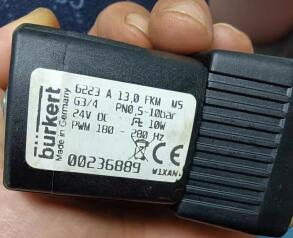 bürkert
Made in Germany
6223 A 13,0 FKM MS
G3/4 PN0,5-10bar
24V DC 10W
PWM 180 - 280 Hz
CE
00236889
W1XAN